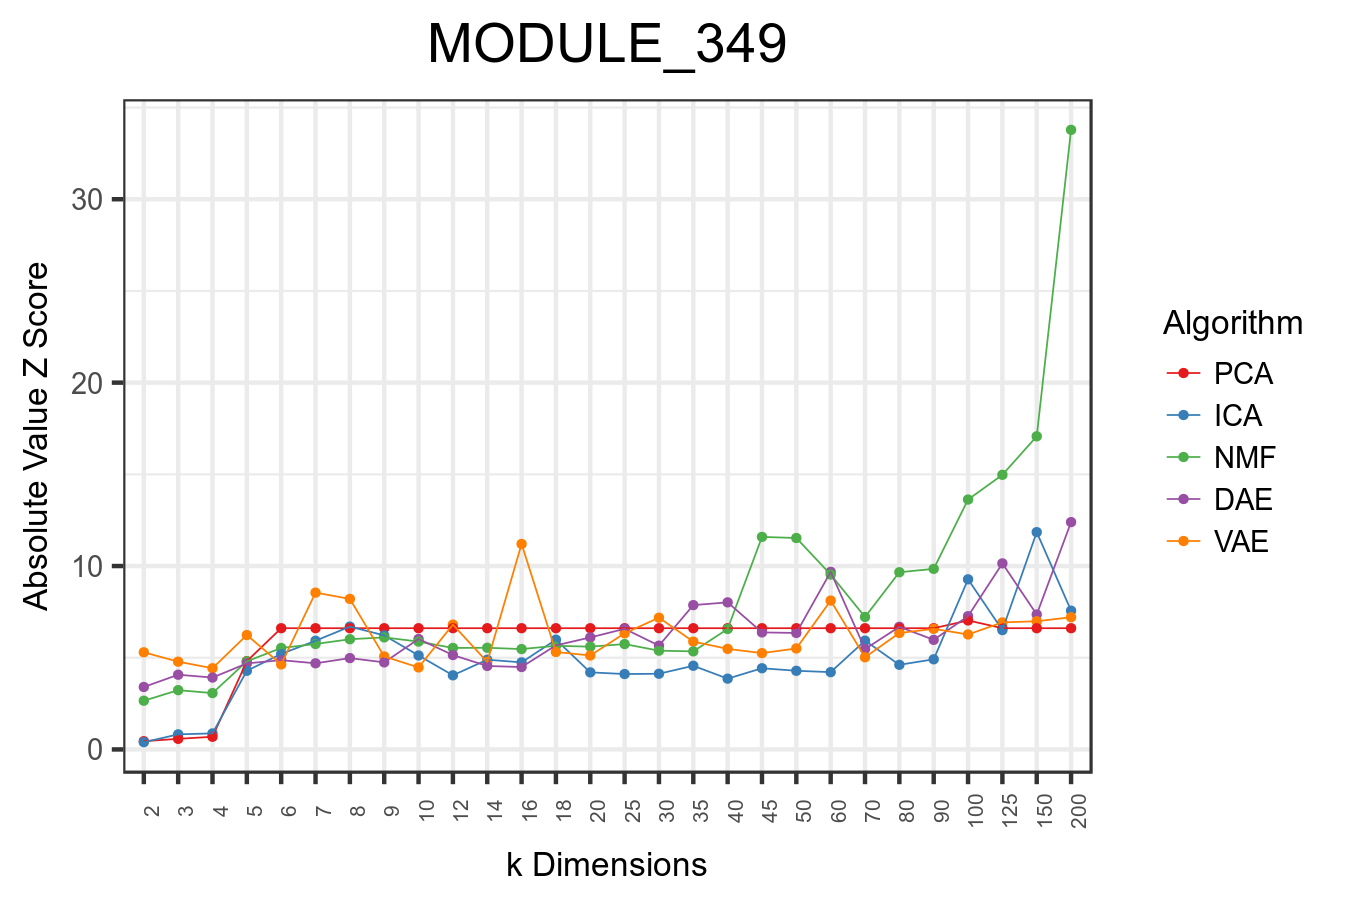 MODULE_349
Absolute Value Z Score
30
20
10
0
2 3 4 5 6 7 8 9 10 12 14 16 18 20 25 30 35 40 45 50 60 70 80 90 100 125 150 200
k Dimensions
Algorithm
PCA
ICA
NMF
DAE
VAE